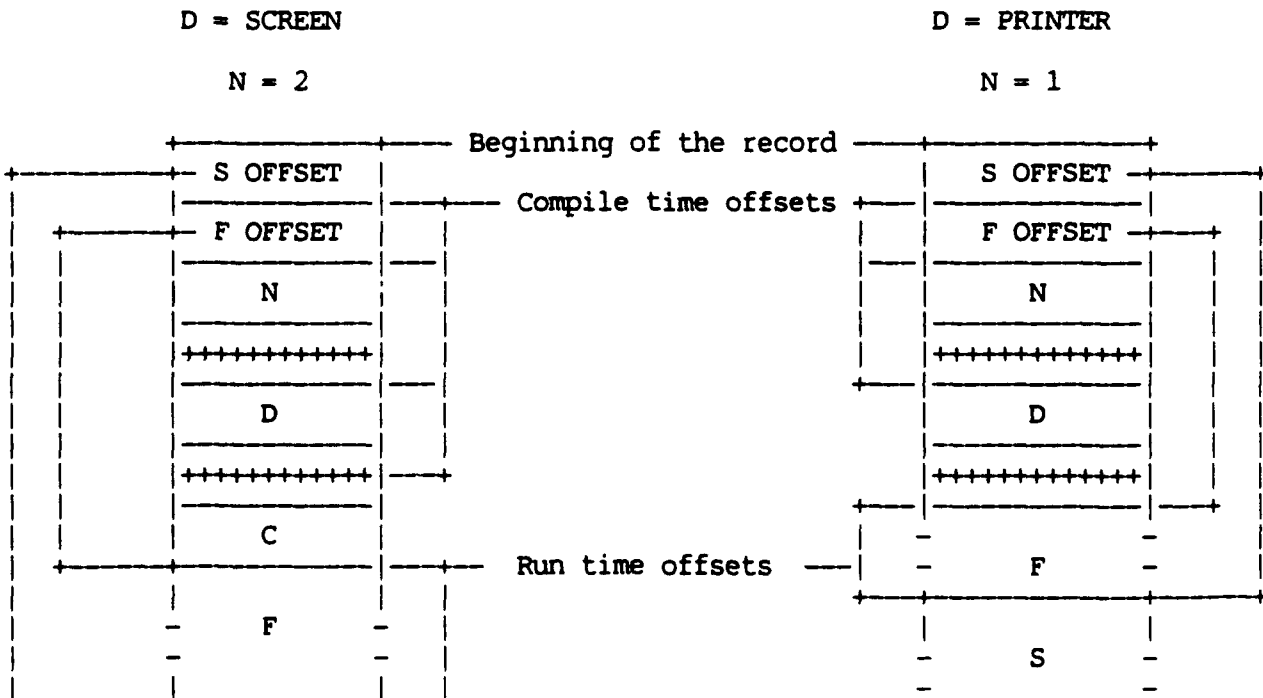 D = SCREEN D = PRINTER
N = 2 N = 1
Beginning of the record
S OFFSET S OFFSET
Compile time offsets
F OFFSET F OFFSET
N N
++++++++++++ +++++++++++++
D D
++++++++++++ +++++++++++++
C
Run time offsets F
F
S